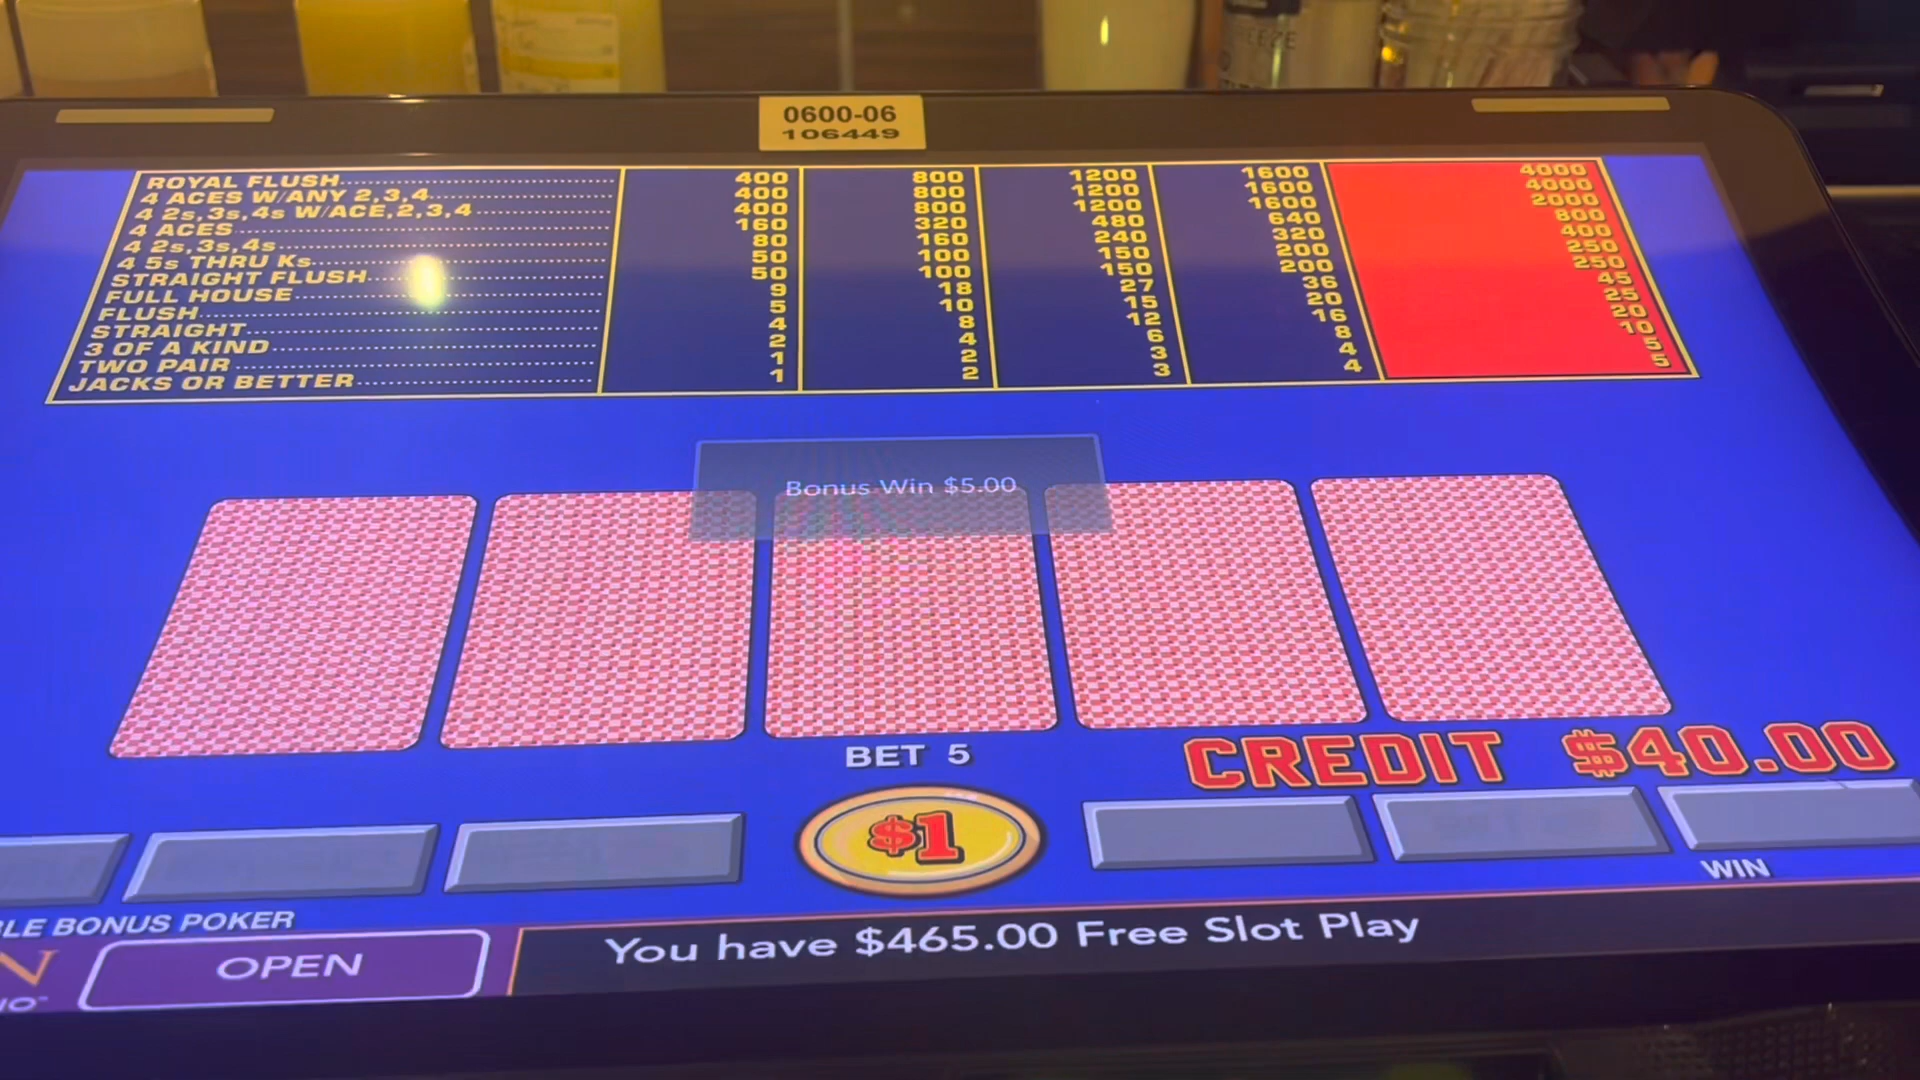 0600-06
106449
ROYAL FLUSH 400 800 1200 1600 4000
4 ACES W/ANY 2,3,4 400 800 1200 1600 4000
4 2s,3s,4s W/ACE,2,3,4 400 800 1200 1600 2000
4 ACES 160 320 480 640 800
4 2s,3s,4s 80 160 240 320 400
4 5s THRU Ks 50 100 150 200 250
STRAIGHT FLUSH 50 100 150 200 250
FULL HOUSE 9 18 27 36 45
FLUSH 5 10 15 20 25
STRAIGHT 4 8 12 16 20
3 OF A KIND 2 4 6 8 10
TWO PAIR 1 2 3 4 5
JACKS OR BETTER 1 2 3 4 5
Bonus Win $5.00
BET 5
CREDIT $40.00
$1
WIN
LE BONUS POKER
OPEN
You have $465.00 Free Slot Play